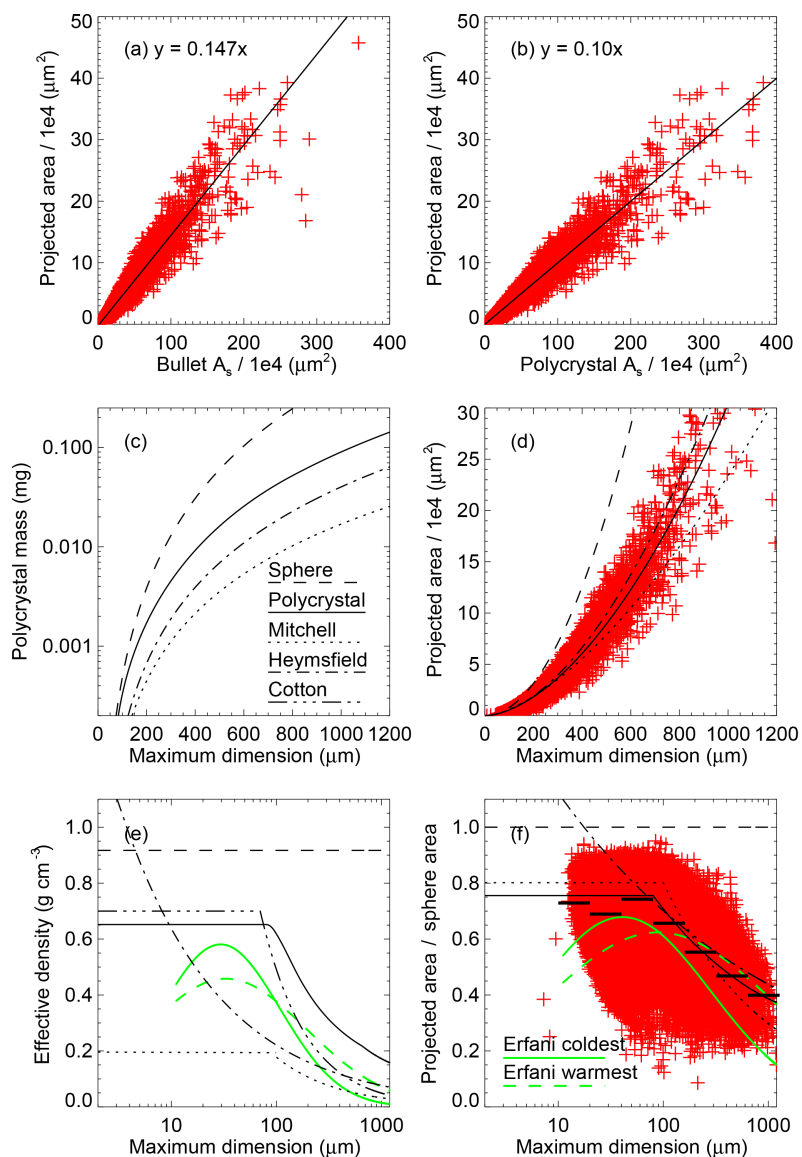 (a) y = 0.147x
50
40
30
20
10
0
Projected area / 1e4 (μm²)
0 100 200 300 400
Bullet Aₛ / 1e4 (μm²)
(b) y = 0.10x
50
40
30
20
10
0
Projected area / 1e4 (μm²)
0 100 200 300 400
Polycrystal Aₛ / 1e4 (μm²)
(c)
0.100
0.010
0.001
Polycrystal mass (mg)
Sphere
Polycrystal
Mitchell
Heymsfield
Cotton
0 200 400 600 800 1000 1200
Maximum dimension (μm)
(d)
30
25
20
15
10
5
0
Projected area / 1e4 (μm²)
0 200 400 600 800 1000 1200
Maximum dimension (μm)
(e)
1.0
0.8
0.6
0.4
0.2
0.0
Effective density (g cm⁻³)
10 100 1000
Maximum dimension (μm)
(f)
1.0
0.8
0.6
0.4
0.2
0.0
Projected area / sphere area
Erfani coldest
Erfani warmest
10 100 1000
Maximum dimension (μm)